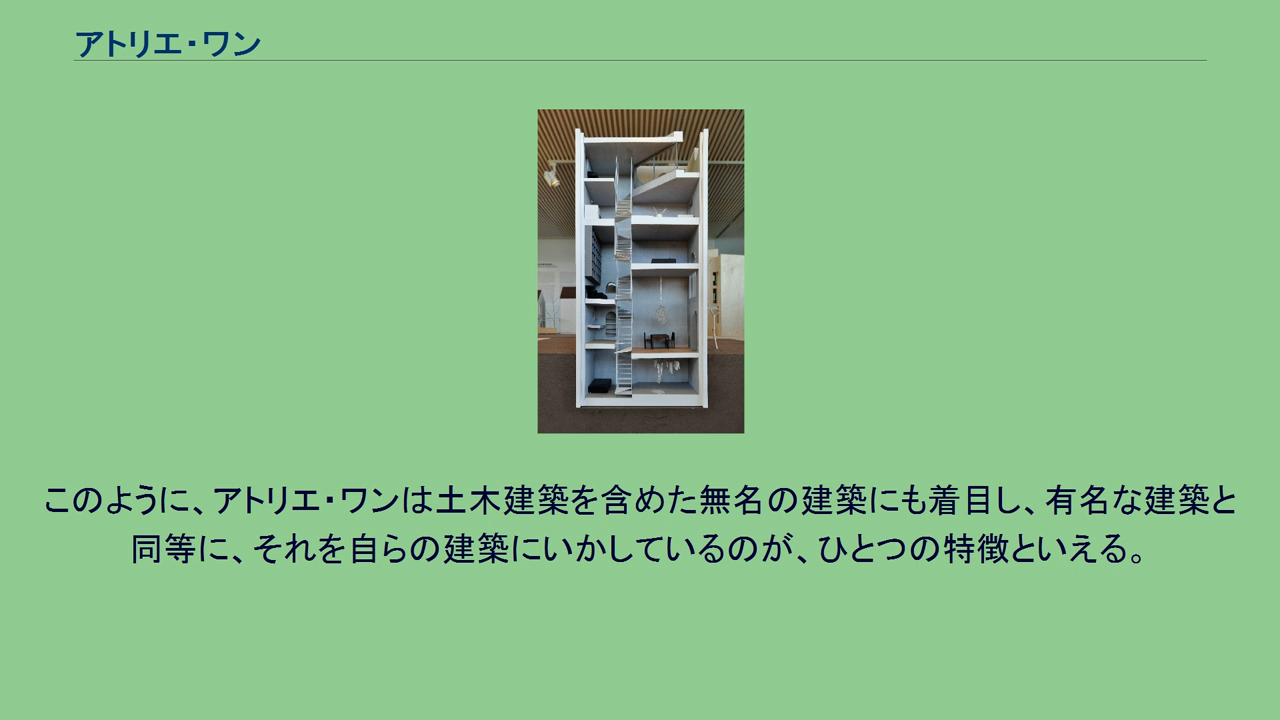 アトリエ・ワン
このように、アトリエ・ワンは土木建築を含めた無名の建築にも着目し、有名な建築と
同等に、それを自らの建築にいかしているのが、ひとつの特徴といえる。